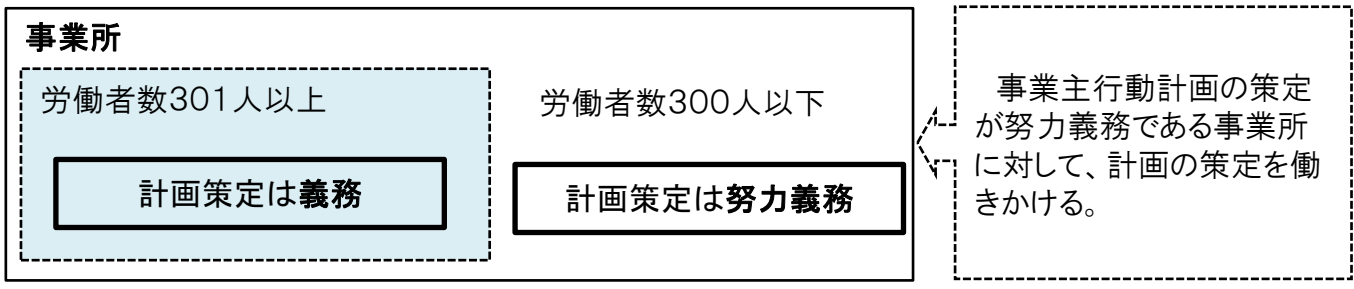 事業所
労働者数301人以上
計画策定は義務
労働者数300人以下
計画策定は努力義務
事業主行動計画の策定
が努力義務である事業所
に対して、計画の策定を働
きかける。